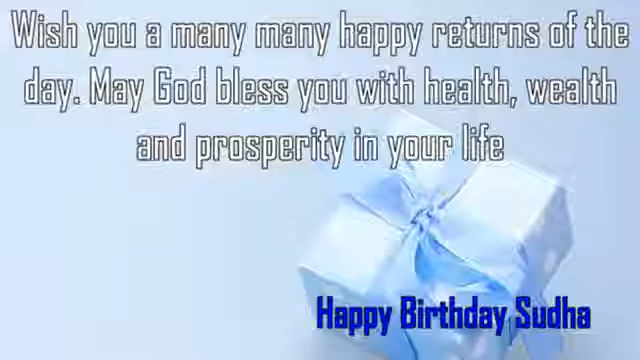 Wish you a many many happy returns of the
day. May God bless you with health, wealth
and prosperity in your life
Happy Birthday Sudha